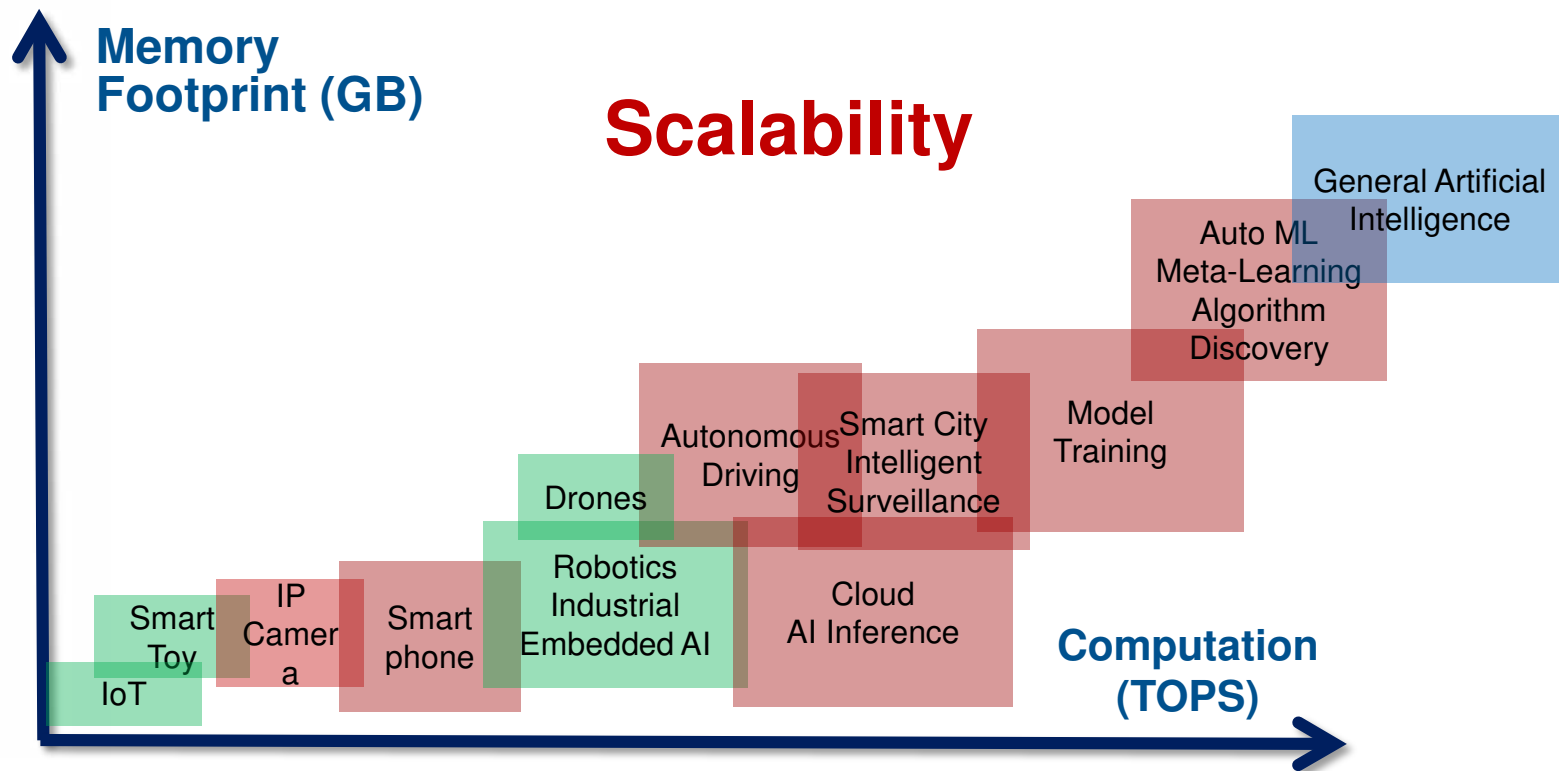 Memory
Footprint (GB)
Scalability
General Artificial
Intelligence
Auto ML
Meta-Learning
Algorithm
Discovery
Model
Training
Autonomous
Driving
Smart City
Intelligent
Surveillance
Drones
Robotics
Industrial
Embedded AI
Cloud
AI Inference
IP
Camer
a
Smart
phone
Smart
Toy
IoT
Computation
(TOPS)